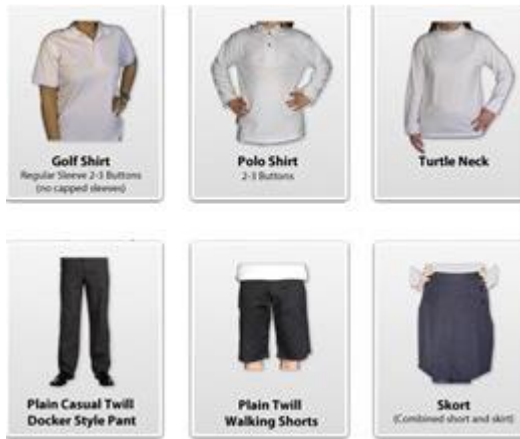 Golf Shirt
Regular Sleeve 2-3 Buttons
(no capped sleeves)
Polo Shirt
2-3 Buttons
Turtle Neck
Plain Casual Twill
Docker Style Pant
Plain Twill
Walking Shorts
Skort
(Combined short and skirt)